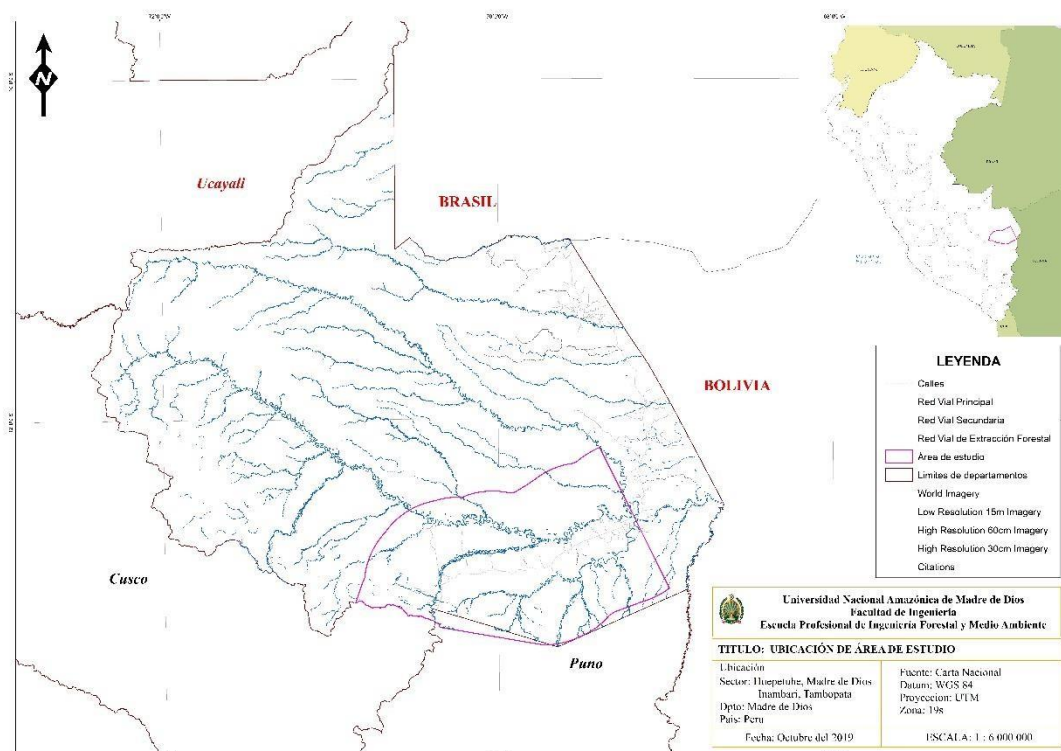 N
Ucayali
BRASIL
BOLIVIA
Cusco
Puno
LEYENDA
Calles
Red Vial Principal
Red Vial Secundaria
Red Vial de Extracción Forestal
Área de estudio
Limites de departamentos
World Imagery
Low Resolution 15m Imagery
High Resolution 60cm Imagery
High Resolution 30cm Imagery
Citations
Universidad Nacional Amazónica de Madre de Dios
Facultad de Ingeniería
Escuela Profesional de Ingeniería Forestal y Medio Ambiente
TITULO: UBICACIÓN DE ÁREA DE ESTUDIO
Ubicación
Sector: Huepetuhe, Madre de Dios
Inambari, Tambopata
Dpto: Madre de Dios
Pais: Peru
Fecha: Octubre del 2019
Fuente: Carta Nacional
Datum: WGS 84
Proyeccion: UTM
Zona: 19s
ESCALA: 1 : 6 000 000